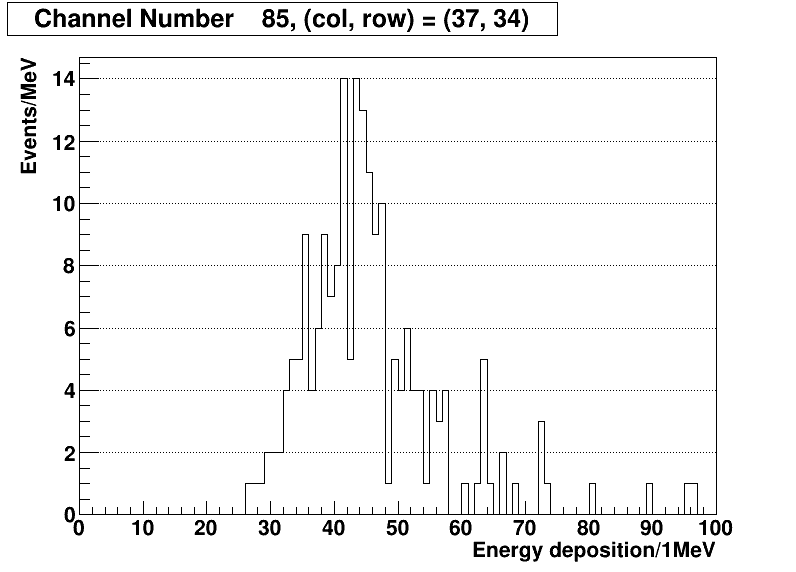 Channel Number 85, (col, row) = (37, 34)
Events/MeV
14
12
10
8
6
4
2
0
0 10 20 30 40 50 60 70 80 90 100
Energy deposition/1MeV